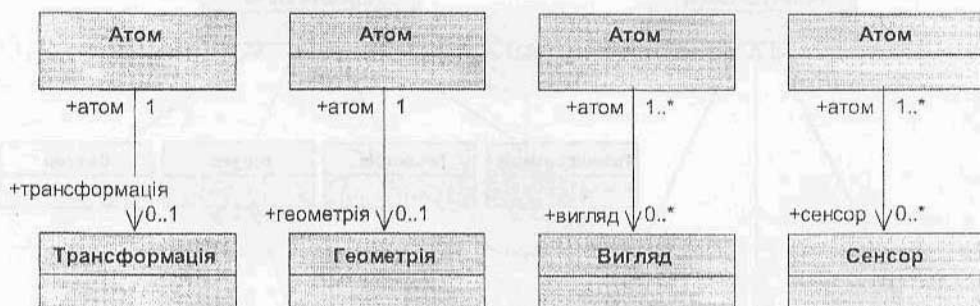 Атом Атом Атом Атом
+атом 1 +атом 1 +атом 1..* +атом 1..*
+трансформація
0..1 +геометрія 0..1 +вигляд 0..* +сенсор 0..*
Трансформація Геометрія Вигляд Сенсор